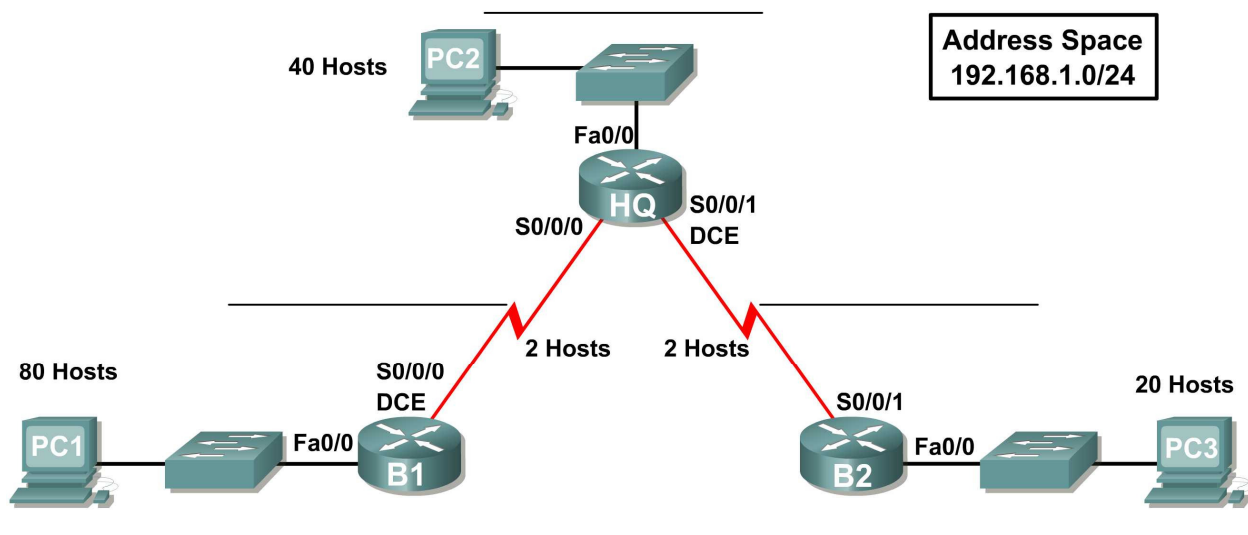 PC2
40 Hosts
Address Space
192.168.1.0/24
Fa0/0
HQ
S0/0/0
S0/0/1
DCE
2 Hosts
2 Hosts
80 Hosts
S0/0/0
DCE
20 Hosts
S0/0/1
PC1
Fa0/0
B1
B2
Fa0/0
PC3